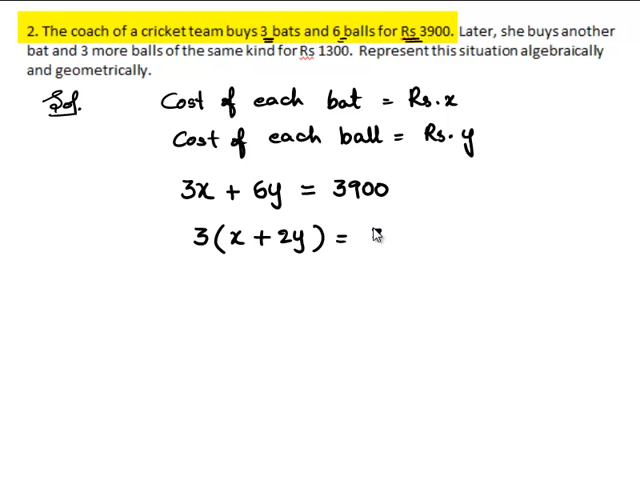 2. The coach of a cricket team buys 3 bats and 6 balls for Rs 3900. Later, she buys another
bat and 3 more balls of the same kind for Rs 1300. Represent this situation algebraically
and geometrically.
Sol. Cost of each bat = Rs. x
Cost of each ball = Rs. y
3x + 6y = 3900
3(x + 2y) =